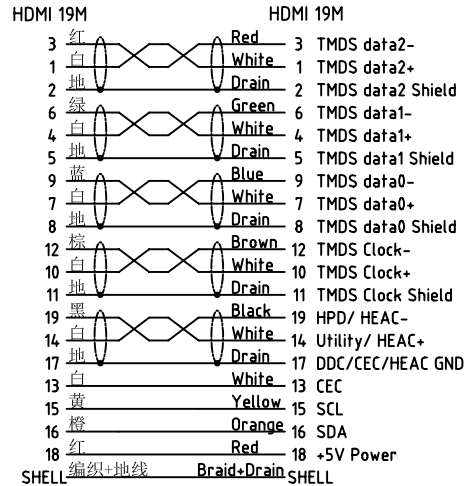 HDMI 19M HDMI 19M
3 红 Red 3 TMDS data2-
1 白 White 1 TMDS data2+
2 地 Drain 2 TMDS data2 Shield
6 绿 Green 6 TMDS data1-
4 白 White 4 TMDS data1+
5 地 Drain 5 TMDS data1 Shield
9 蓝 Blue 9 TMDS data0-
7 白 White 7 TMDS data0+
8 地 Drain 8 TMDS data0 Shield
12 棕 Brown 12 TMDS Clock-
10 白 White 10 TMDS Clock+
11 地 Drain 11 TMDS Clock Shield
19 黑 Black 19 HPD/ HEAC-
14 白 White 14 Utility/ HEAC+
17 地 Drain 17 DDC/CEC/HEAC GND
13 白 White 13 CEC
15 黄 Yellow 15 SCL
16 橙 Orange 16 SDA
18 红 Red 18 +5V Power
SHELL 编织+地线 Braid+Drain SHELL